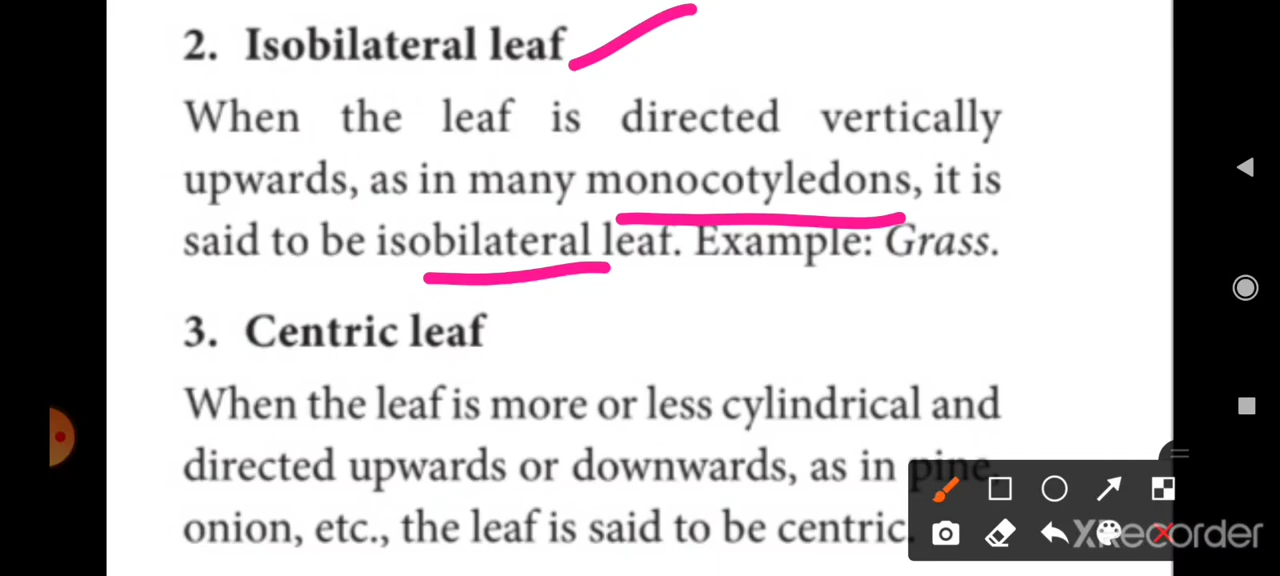 2. Isobilateral leaf
When the leaf is directed vertically
upwards, as in many monocotyledons, it is
said to be isobilateral leaf. Example: Grass.
3. Centric leaf
When the leaf is more or less cylindrical and
directed upwards or downwards, as in pine,
onion, etc., the leaf is said to be centric.
XRecorder